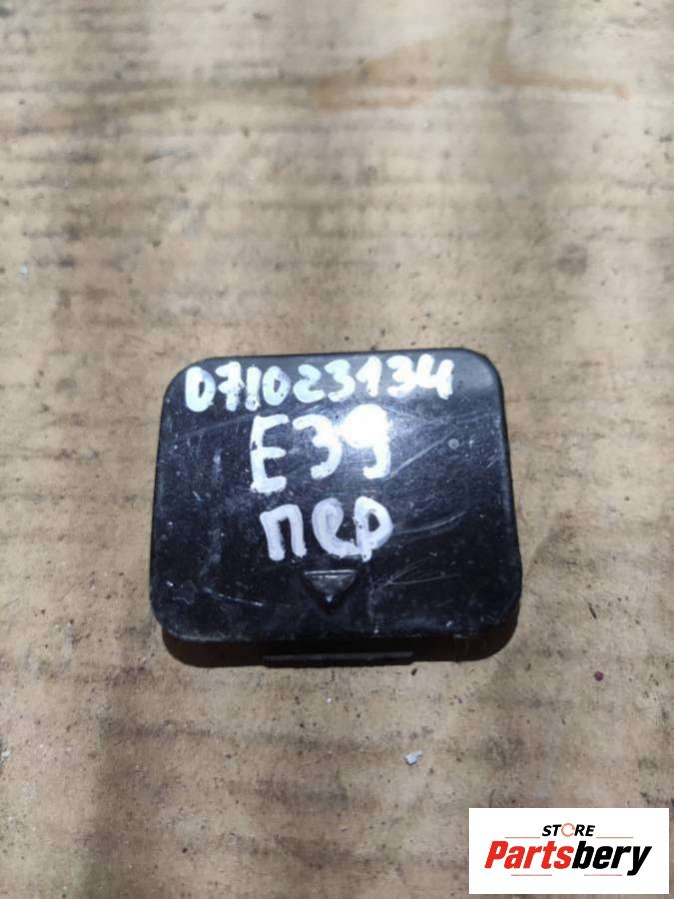 071023134
E39
пер
STORE
Partsbery